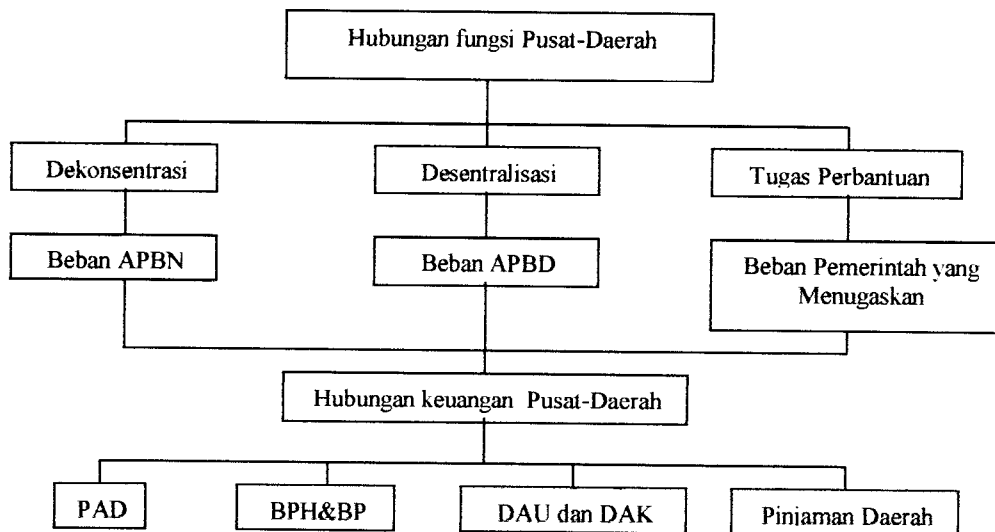 Hubungan fungsi Pusat-Daerah
Dekonsentrasi
Desentralisasi
Tugas Perbantuan
Beban APBN
Beban APBD
Beban Pemerintah yang
Menugaskan
Hubungan keuangan Pusat-Daerah
PAD
BPH&BP
DAU dan DAK
Pinjaman Daerah